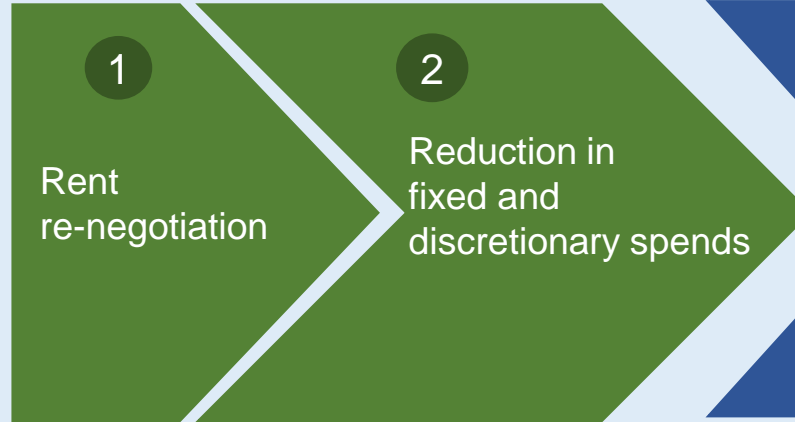 1
Rent
re-negotiation
2
Reduction in
fixed and
discretionary spends